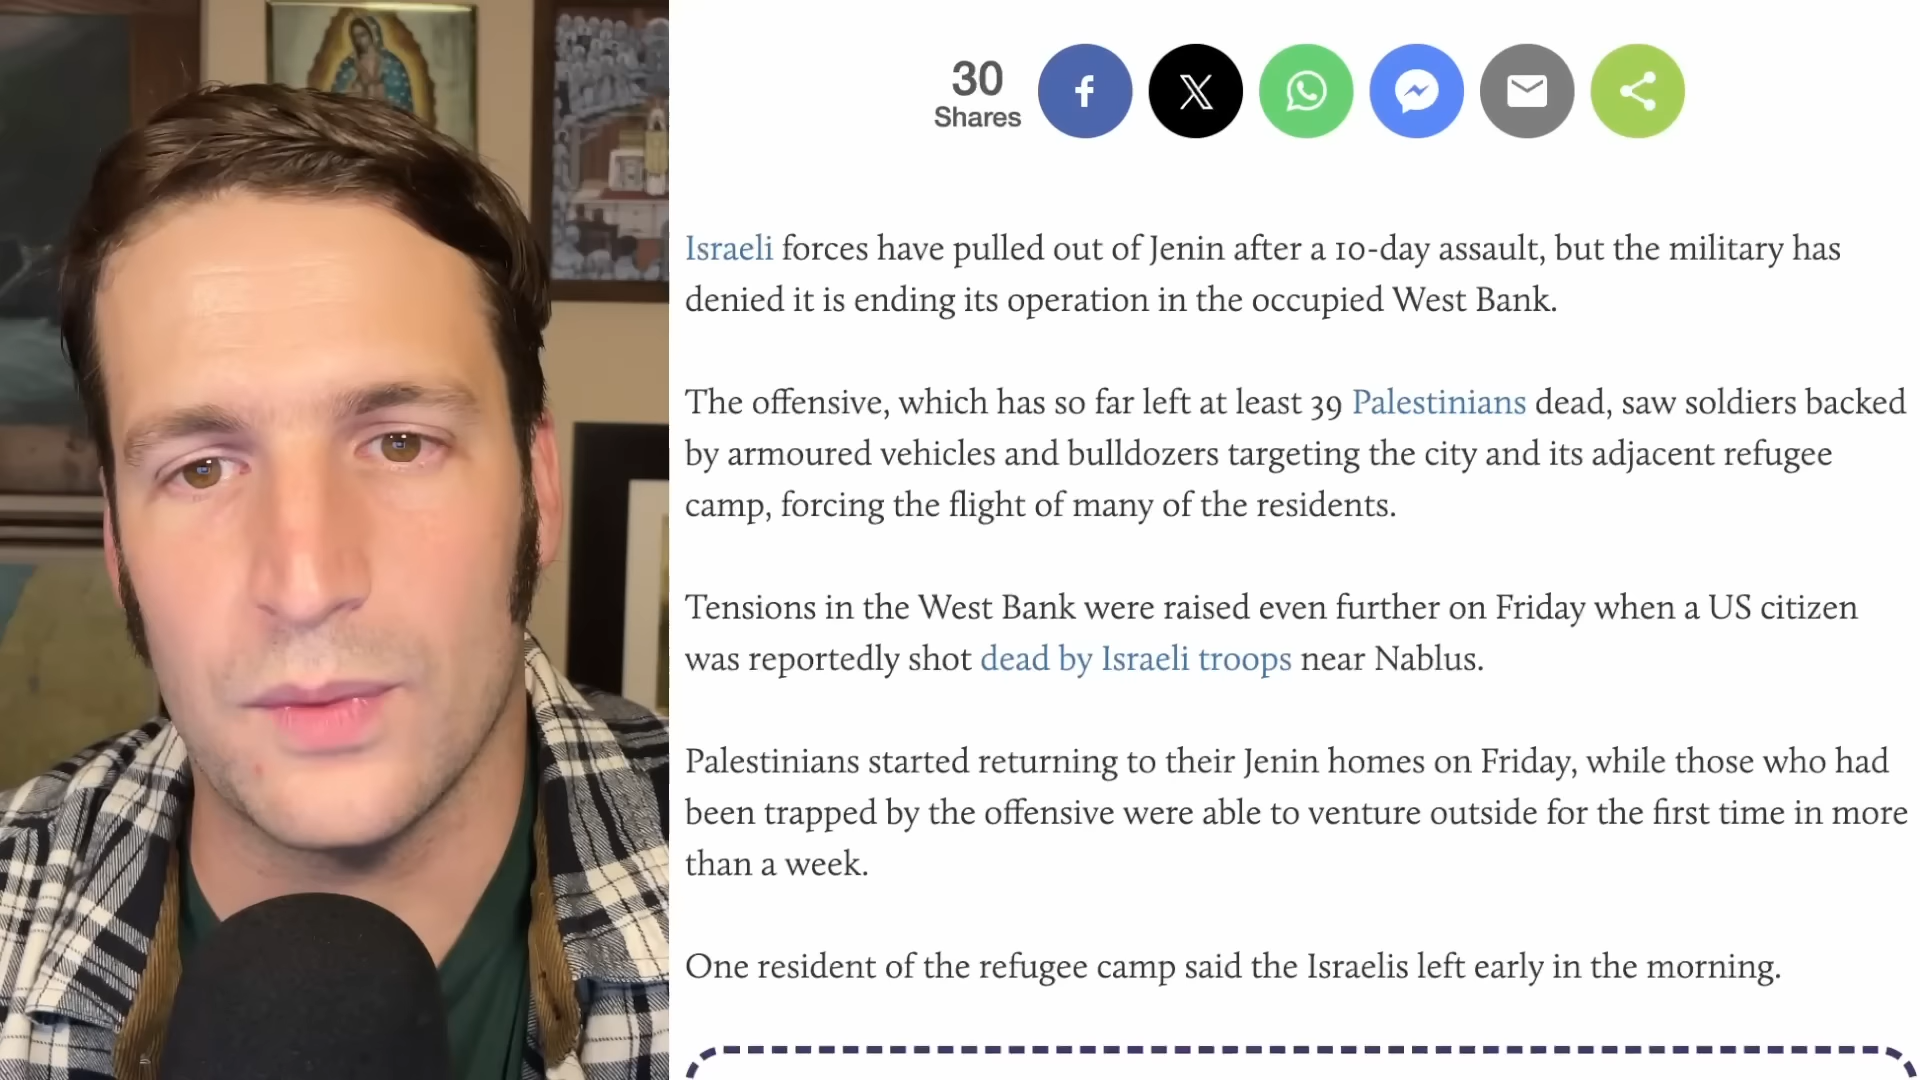 30
Shares
Israeli forces have pulled out of Jenin after a 10-day assault, but the military has
denied it is ending its operation in the occupied West Bank.
The offensive, which has so far left at least 39 Palestinians dead, saw soldiers backed
by armoured vehicles and bulldozers targeting the city and its adjacent refugee
camp, forcing the flight of many of the residents.
Tensions in the West Bank were raised even further on Friday when a US citizen
was reportedly shot dead by Israeli troops near Nablus.
Palestinians started returning to their Jenin homes on Friday, while those who had
been trapped by the offensive were able to venture outside for the first time in more
than a week.
One resident of the refugee camp said the Israelis left early in the morning.